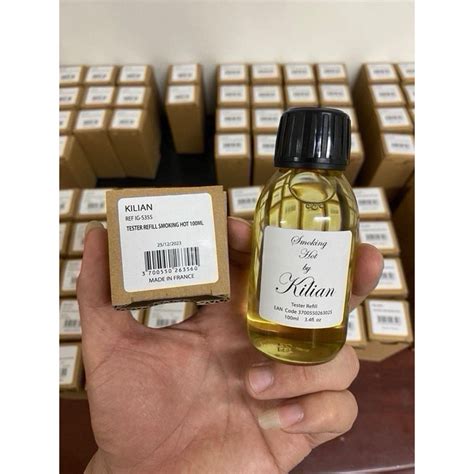 KILIAN
REF IG-S355
TESTER REFILL SMOKING HOT 100ML
25/12/2023
3 700550 263560
MADE IN FRANCE
Smoking
Hot
by
Kilian
Tester Refill
EAN Code 3700550263025
100ml 3.4fl oz